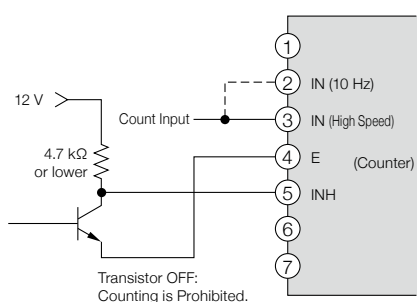 1
2 IN (10 Hz)
12 V
Count Input
3 IN (High Speed)
4.7 kΩ
or lower
4 E
(Counter)
5 INH
6
7
Transistor OFF:
Counting is Prohibited.